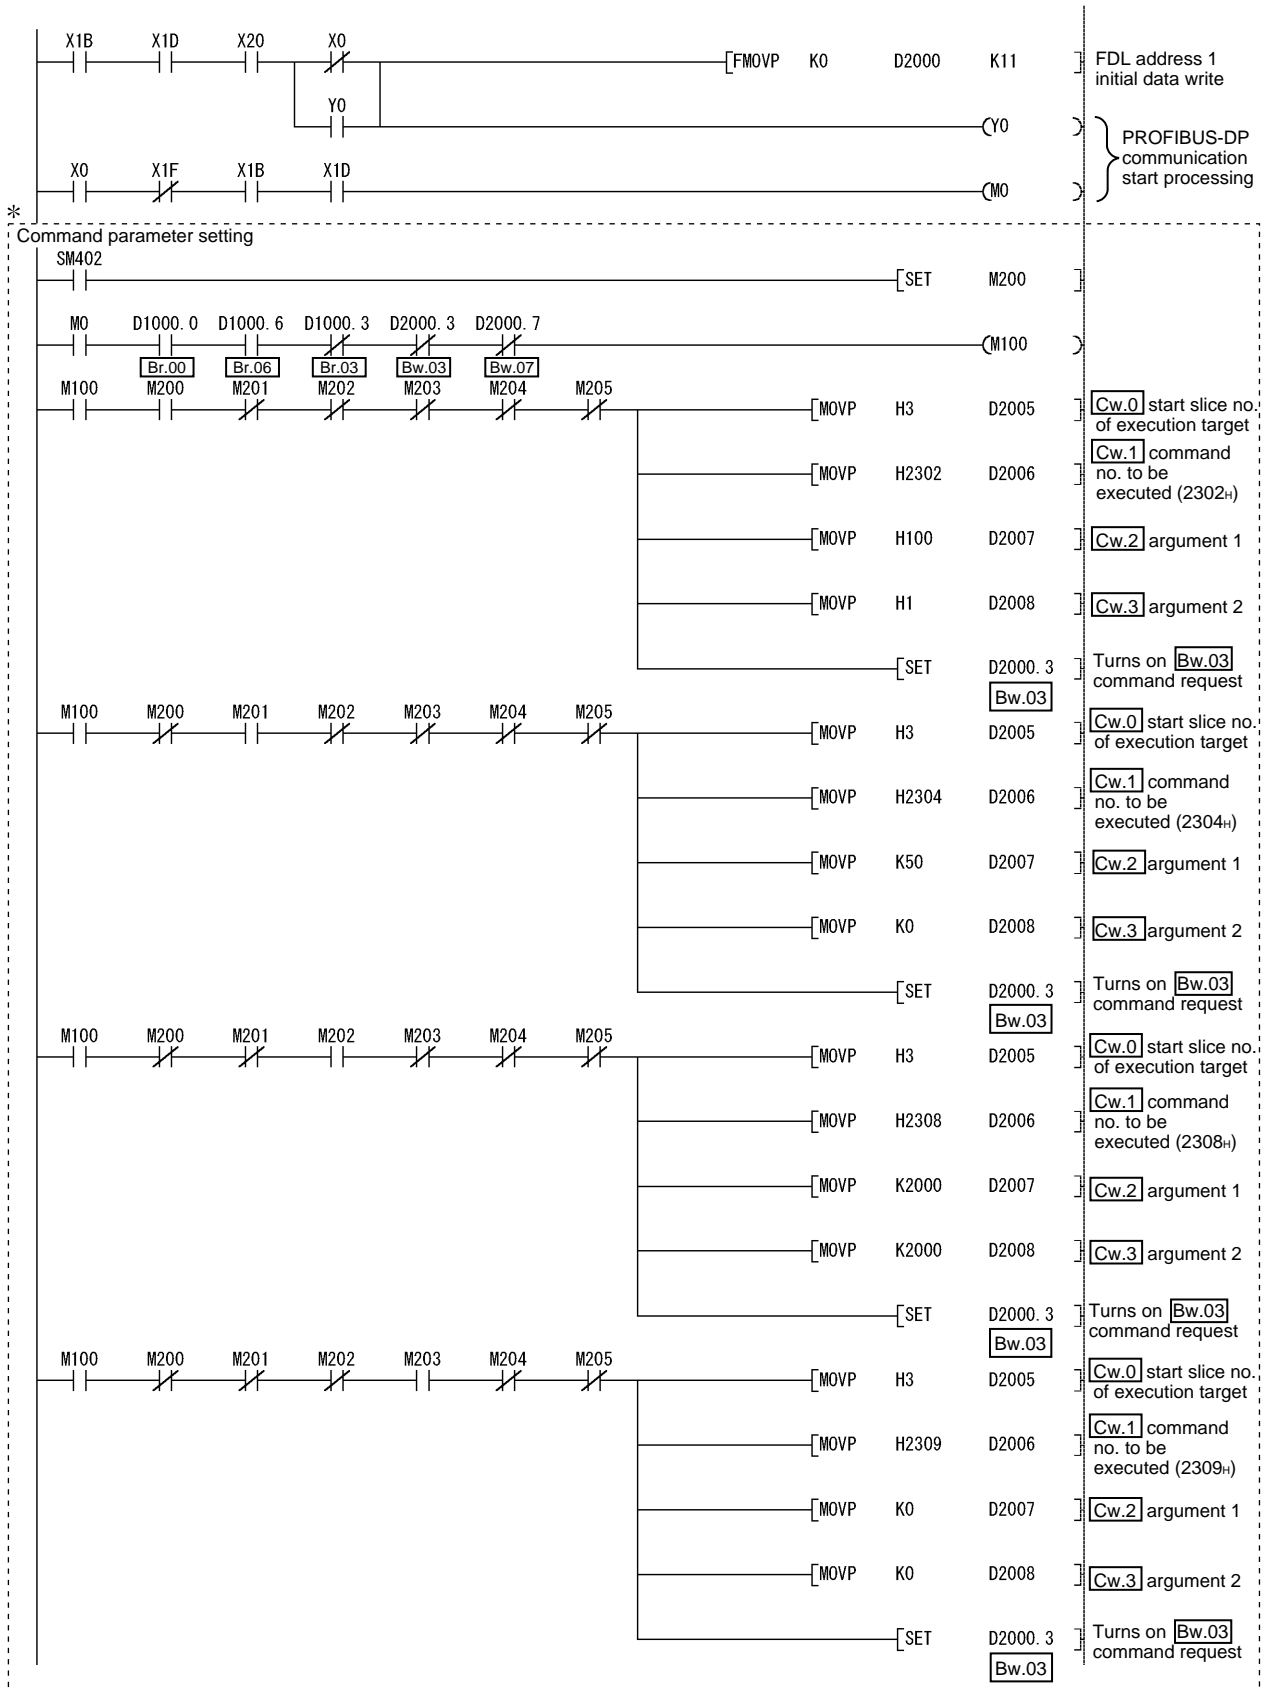 X1B X1D X20 X0
[FMOVP K0 D2000 K11 ]
FDL address 1
initial data write
Y0
(Y0 )
PROFIBUS-DP
communication
start processing
X0 X1F X1B X1D
(M0 )
*
Command parameter setting
SM402
[SET M200 ]
M0 D1000.0 D1000.6 D1000.3 D2000.3 D2000.7
(M100 )
Br.00 Br.06 Br.03 Bw.03 Bw.07
M100 M200 M201 M202 M203 M204 M205
[MOVP H3 D2005 ]
Cw.0 start slice no.
of execution target
[MOVP H2302 D2006 ]
Cw.1 command
no. to be
executed (2302H)
[MOVP H100 D2007 ]
Cw.2 argument 1
[MOVP H1 D2008 ]
Cw.3 argument 2
[SET D2000.3 ]
Bw.03
Turns on Bw.03
command request
M100 M200 M201 M202 M203 M204 M205
[MOVP H3 D2005 ]
Cw.0 start slice no.
of execution target
[MOVP H2304 D2006 ]
Cw.1 command
no. to be
executed (2304H)
[MOVP K50 D2007 ]
Cw.2 argument 1
[MOVP K0 D2008 ]
Cw.3 argument 2
[SET D2000.3 ]
Bw.03
Turns on Bw.03
command request
M100 M200 M201 M202 M203 M204 M205
[MOVP H3 D2005 ]
Cw.0 start slice no.
of execution target
[MOVP H2308 D2006 ]
Cw.1 command
no. to be
executed (2308H)
[MOVP K2000 D2007 ]
Cw.2 argument 1
[MOVP K2000 D2008 ]
Cw.3 argument 2
[SET D2000.3 ]
Bw.03
Turns on Bw.03
command request
M100 M200 M201 M202 M203 M204 M205
[MOVP H3 D2005 ]
Cw.0 start slice no.
of execution target
[MOVP H2309 D2006 ]
Cw.1 command
no. to be
executed (2309H)
[MOVP K0 D2007 ]
Cw.2 argument 1
[MOVP K0 D2008 ]
Cw.3 argument 2
[SET D2000.3 ]
Bw.03
Turns on Bw.03
command request